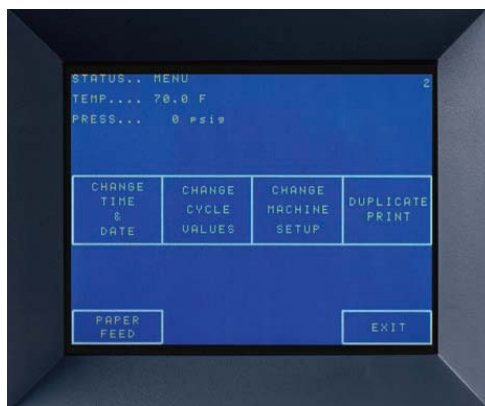 STATUS.. MENU 2
TEMP.... 70.0 F
PRESS... 0 psig
CHANGE TIME & DATE
CHANGE CYCLE VALUES
CHANGE MACHINE SETUP
DUPLICATE PRINT
PAPER FEED
EXIT